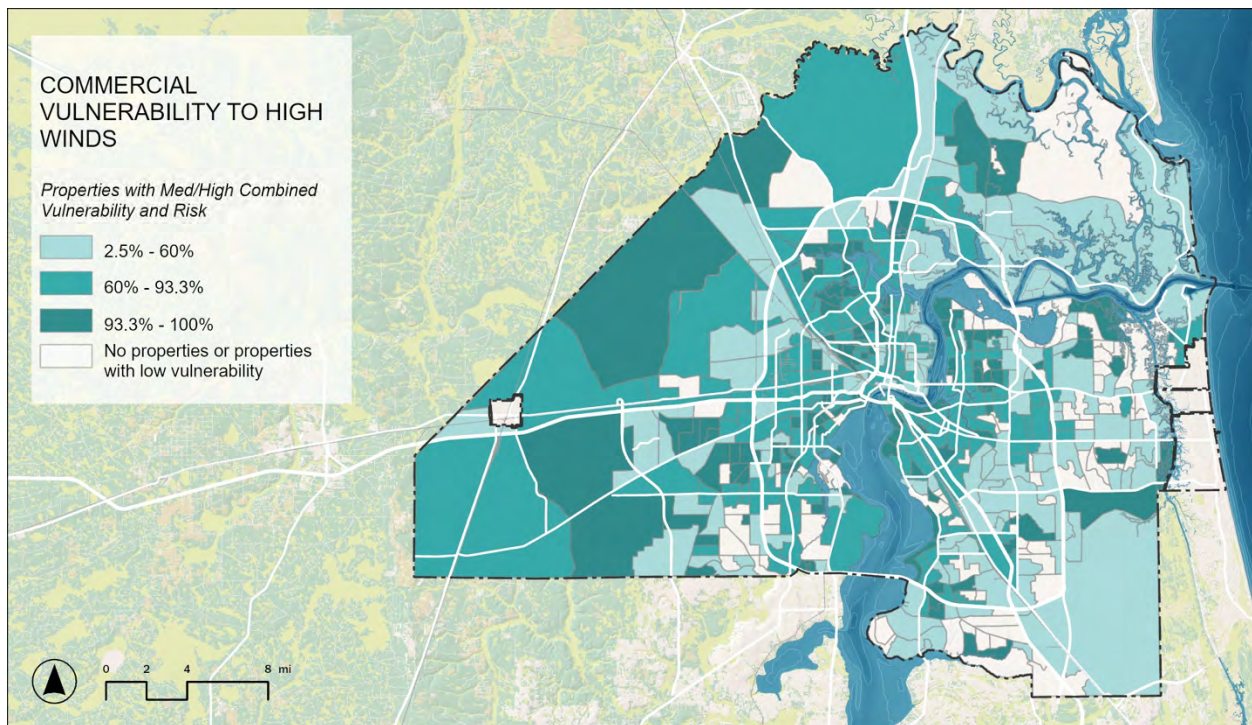 COMMERCIAL
VULNERABILITY TO HIGH
WINDS
Properties with Med/High Combined
Vulnerability and Risk
2.5% - 60%
60% - 93.3%
93.3% - 100%
No properties or properties
with low vulnerability
0 2 4 8 mi